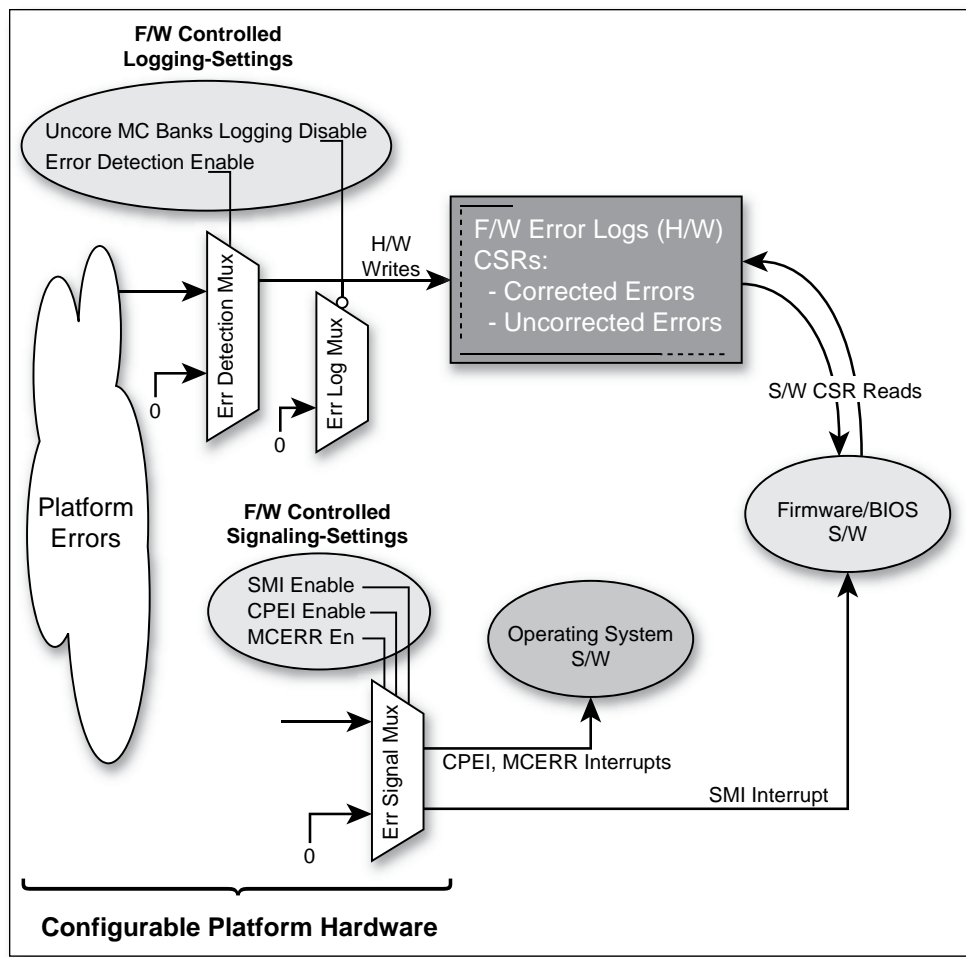 F/W Controlled
Logging-Settings
Uncore MC Banks Logging Disable
Error Detection Enable
Err Detection Mux
0
H/W
Writes
Err Log Mux
0
F/W Error Logs (H/W)
CSRs:
- Corrected Errors
- Uncorrected Errors
S/W CSR Reads
Platform
Errors
Firmware/BIOS
S/W
F/W Controlled
Signaling-Settings
SMI Enable
CPEI Enable
MCERR En
Operating System
S/W
Err Signal Mux
0
CPEI, MCERR Interrupts
SMI Interrupt
Configurable Platform Hardware